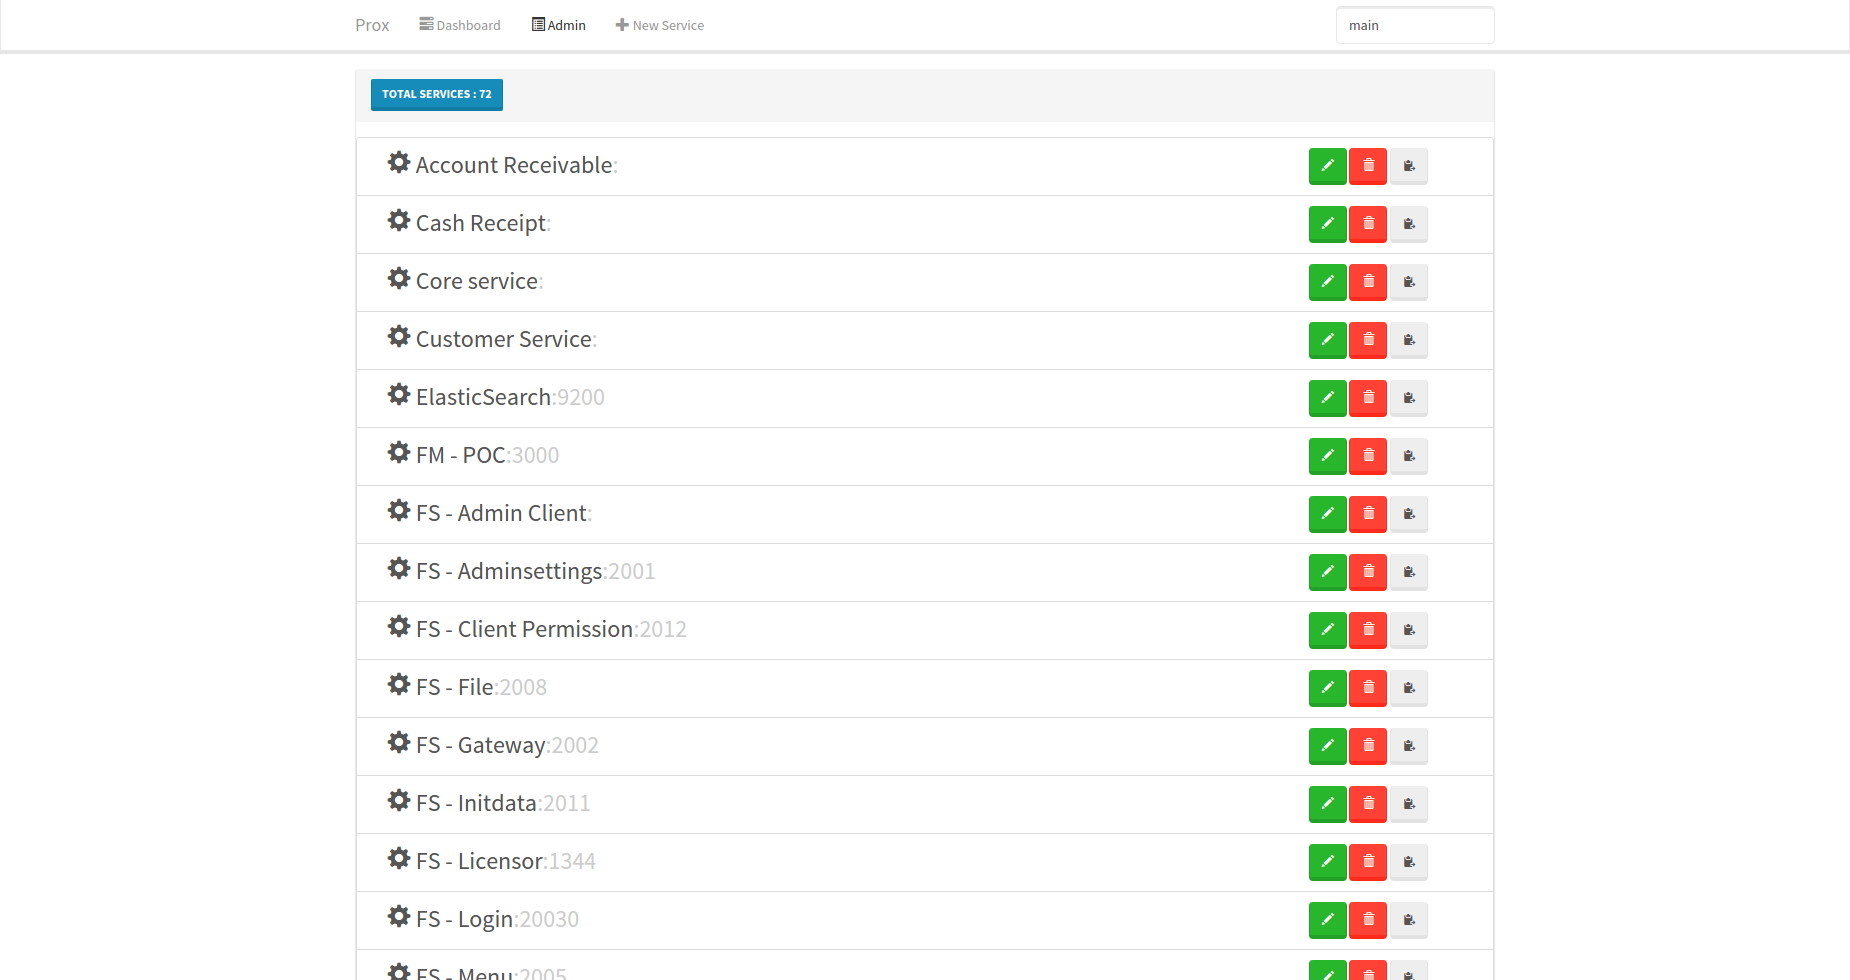 Prox Dashboard Admin New Service main
TOTAL SERVICES : 72
Account Receivable:
Cash Receipt:
Core service:
Customer Service:
ElasticSearch:9200
FM - POC:3000
FS - Admin Client:
FS - Adminsettings:2001
FS - Client Permission:2012
FS - File:2008
FS - Gateway:2002
FS - Initdata:2011
FS - Licensor:1344
FS - Login:20030
FS - Menu:2005